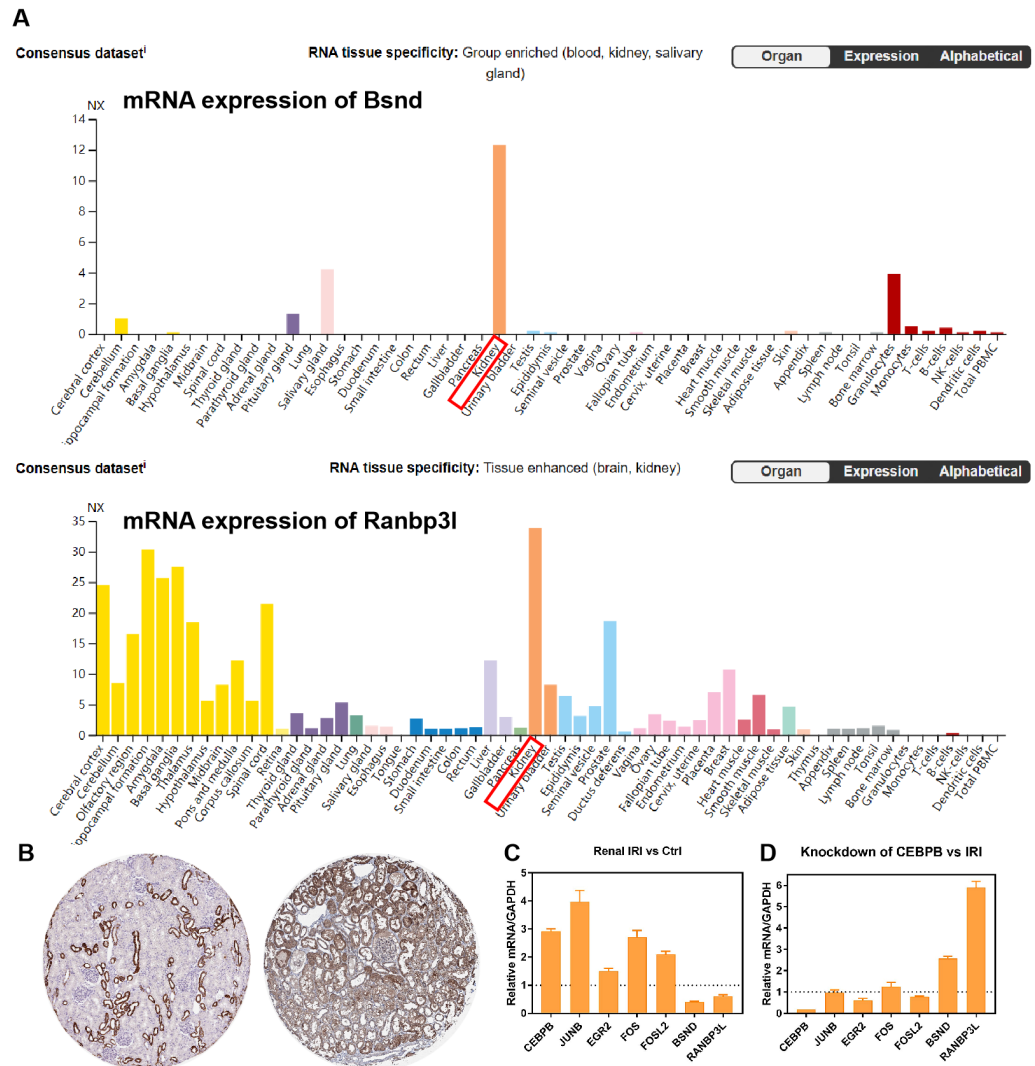 A
Consensus datasetⁱ
RNA tissue specificity: Group enriched (blood, kidney, salivary
gland)
Organ
Expression
Alphabetical
NX
mRNA expression of Bsnd
14
12
10
8
6
4
2
0
Cerebral cortex
Cerebellum
ippocampal formation
Amygdala
Basal ganglia
Hypothalamus
Midbrain
Spinal cord
Thyroid gland
Parathyroid gland
Adrenal gland
Pituitary gland
Lung
Salivary gland
Esophagus
Stomach
Duodenum
Small intestine
Colon
Rectum
Liver
Gallbladder
Pancreas
Kidney
Urinary bladder
Testis
Epididymis
Seminal vesicle
Prostate
Vagina
Ovary
Fallopian tube
Endometrium
Cervix, uterine
Placenta
Breast
Heart muscle
Smooth muscle
Skeletal muscle
Adipose tissue
Skin
Appendix
Spleen
Lymph node
Tonsil
Bone marrow
Granulocytes
Monocytes
T-cells
B-cells
NK-cells
Dendritic cells
Total PBMC
Consensus datasetⁱ
RNA tissue specificity: Tissue enhanced (brain, kidney)
Organ
Expression
Alphabetical
NX
mRNA expression of Ranbp3l
35
30
25
20
15
10
5
0
Cerebral cortex
Cerebellum
Olfactory region
ippocampal formation
Amygdala
Basal ganglia
Thalamus
Hypothalamus
Midbrain
Pons and medulla
Corpus callosum
Spinal cord
Retina
Thyroid gland
Parathyroid gland
Adrenal gland
Pituitary gland
Lung
Salivary gland
Esophagus
Tongue
Stomach
Duodenum
Small intestine
Colon
Rectum
Liver
Gallbladder
Pancreas
Kidney
Urinary bladder
Testis
Epididymis
Seminal vesicle
Prostate
Ductus deferens
Vagina
Ovary
Fallopian tube
Endometrium
Cervix, uterine
Placenta
Breast
Heart muscle
Smooth muscle
Skeletal muscle
Adipose tissue
Skin
Thymus
Appendix
Spleen
Lymph node
Tonsil
Bone marrow
Granulocytes
Monocytes
T-cells
B-cells
NK-cells
Dendritic cells
Total PBMC
B
C
Renal IRI vs Ctrl
Relative mRNA/GAPDH
5
4
3
2
1
0
CEBPB
JUNB
EGR2
FOS
FOSL2
BSND
RANBP3L
D
Knockdown of CEBPB vs IRI
Relative mRNA/GAPDH
6
5
4
3
2
1
0
CEBPB
JUNB
EGR2
FOS
FOSL2
BSND
RANBP3L